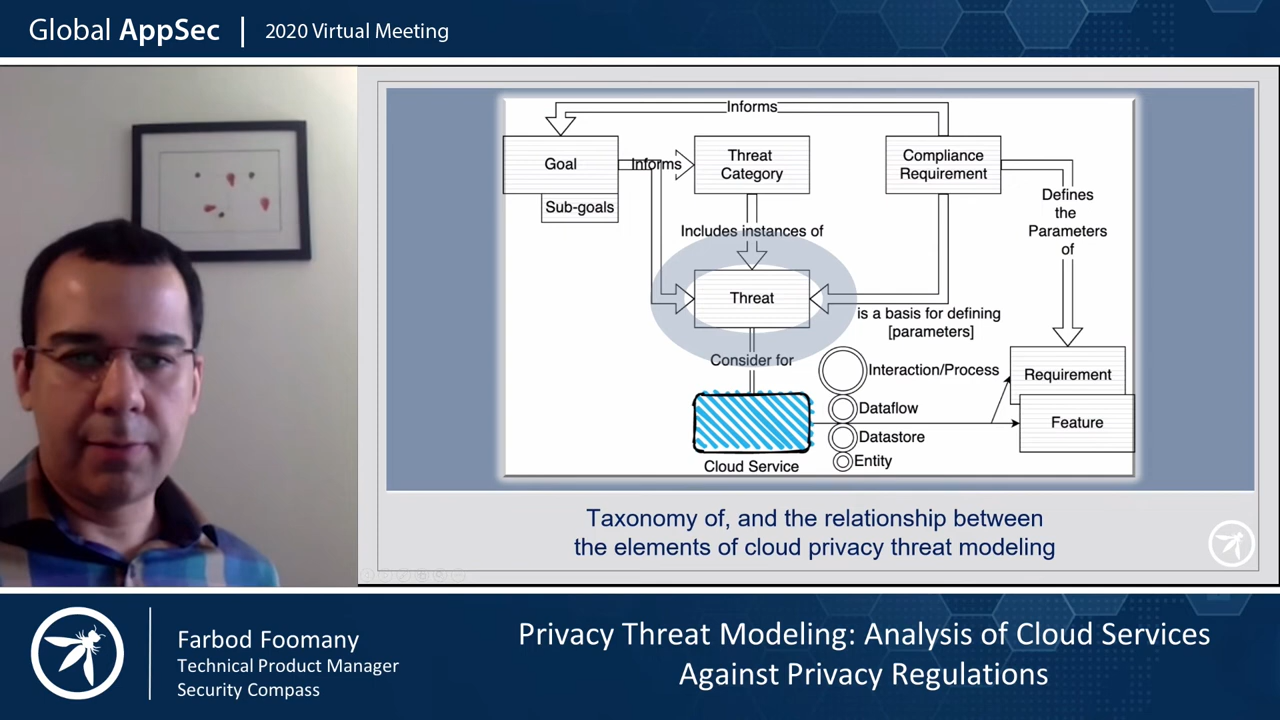 Global AppSec | 2020 Virtual Meeting
Informs
Goal
Informs
Threat
Category
Compliance
Requirement
Sub-goals
Defines
the
Parameters
of
Includes instances of
Threat
is a basis for defining
[parameters]
Consider for
Interaction/Process
Requirement
Dataflow
Feature
Datastore
Entity
Cloud Service
Taxonomy of, and the relationship between
the elements of cloud privacy threat modeling
Farbod Foomany
Technical Product Manager
Security Compass
Privacy Threat Modeling: Analysis of Cloud Services
Against Privacy Regulations